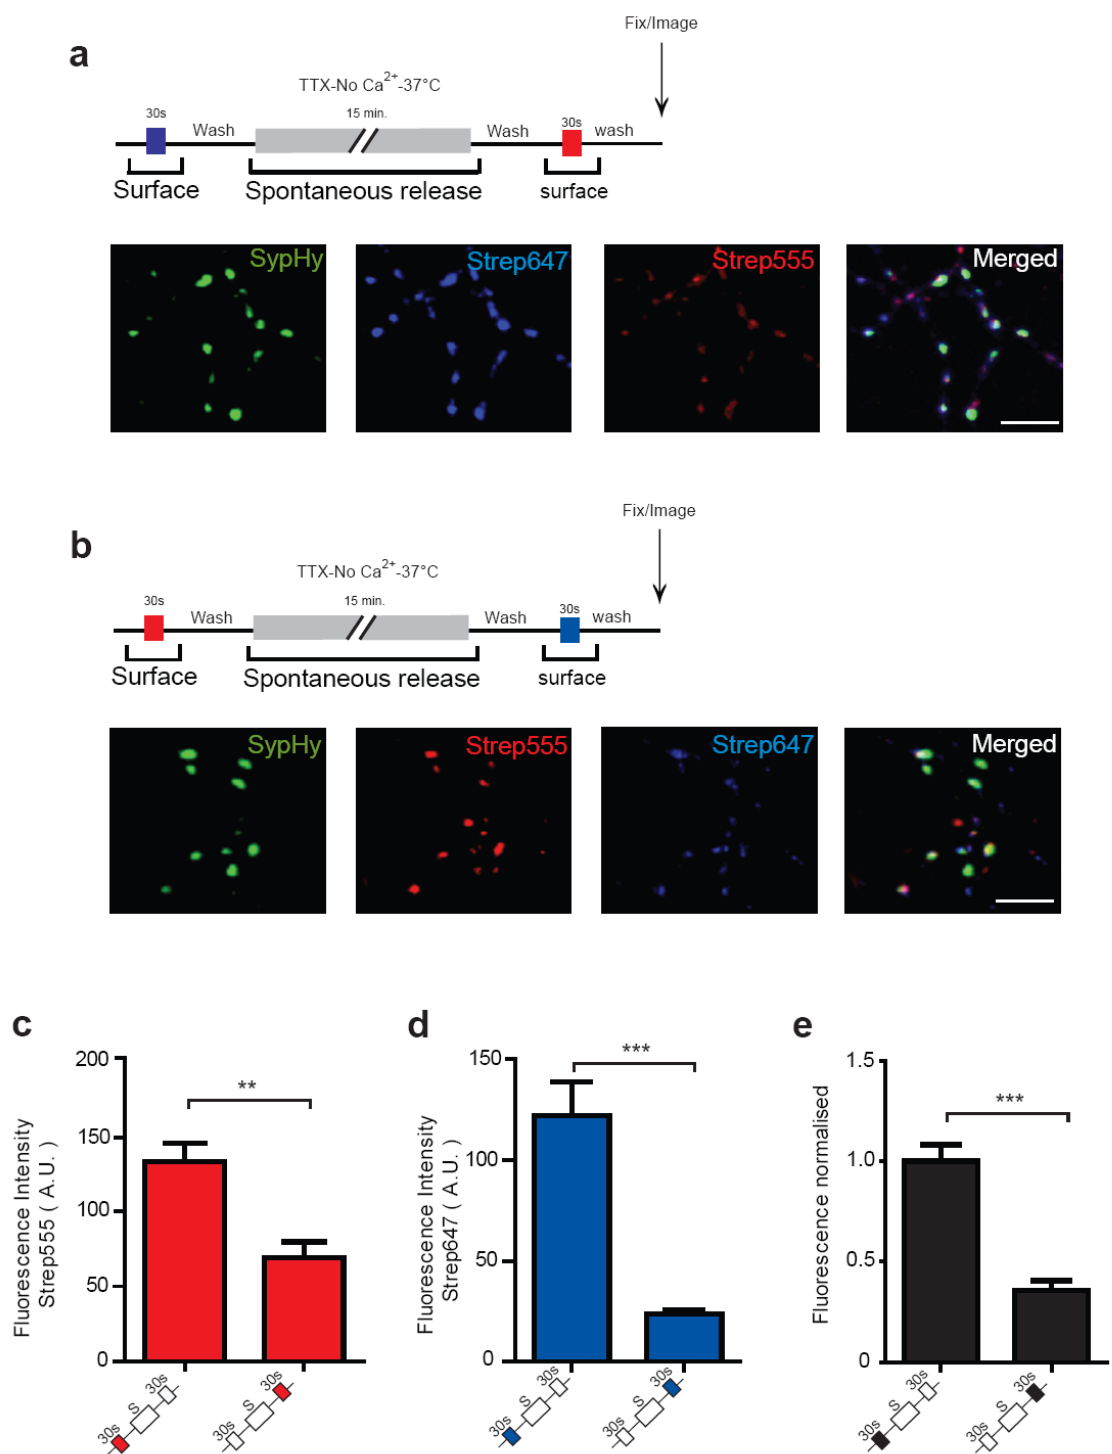 a
Fix/Image
TTX-No Ca2+-37°C
30s
Wash
15 min.
Wash
30s
wash
Surface
Spontaneous release
surface
SypHy
Strep647
Strep555
Merged
b
Fix/Image
TTX-No Ca2+-37°C
30s
Wash
15 min.
Wash
30s
wash
Surface
Spontaneous release
surface
SypHy
Strep555
Strep647
Merged
c
Fluorescence Intensity
Strep555 ( A.U. )
200
150
100
50
0
**
30s S 30s
30s S 30s
d
Fluorescence Intensity
Strep647 ( A.U. )
150
100
50
0
***
30s S 30s
30s S 30s
e
Fluorescence normalised
1.5
1.0
0.5
0
***
30s S 30s
30s S 30s